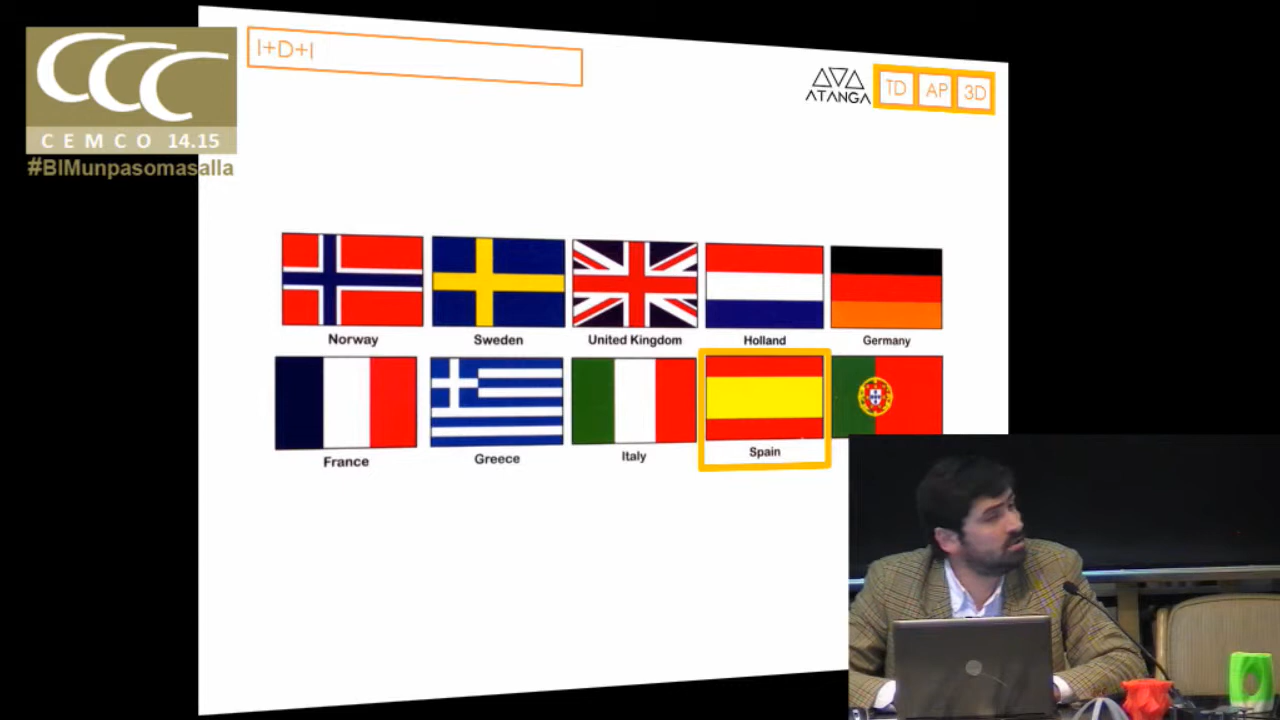 CCC
CEMCO 14.15
#BIMunpasomasalla
I+D+I
ATANGA
TD AP 3D
Norway Sweden United Kingdom Holland Germany
France Greece Italy Spain